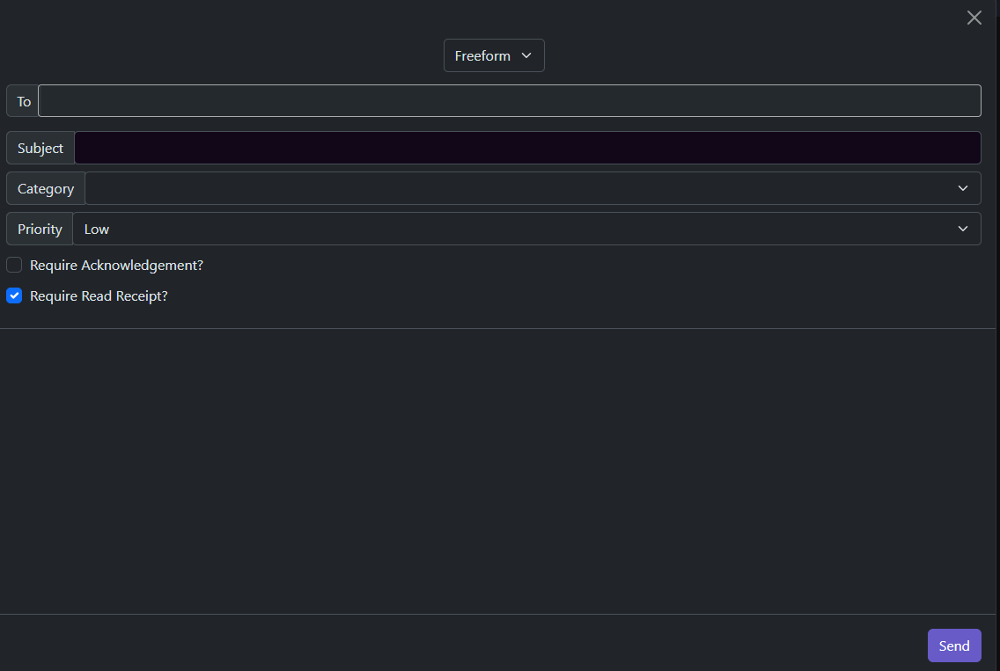 Freeform
To
Subject
Category
Priority Low
Require Acknowledgement?
Require Read Receipt?
Send